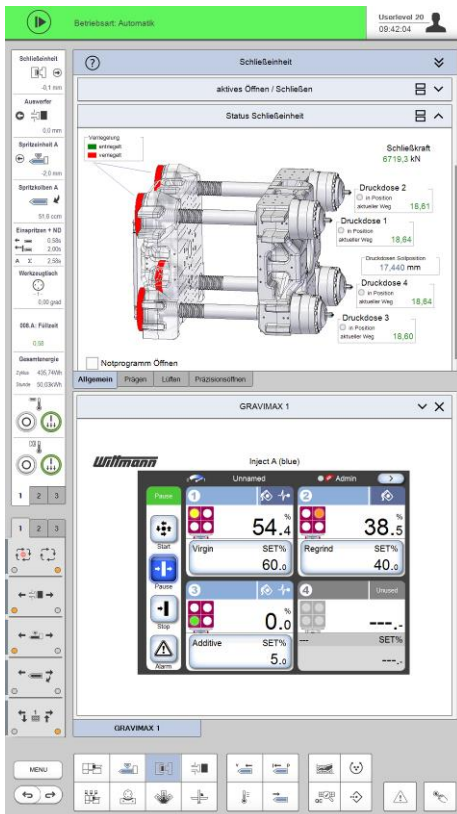 Betriebsart: Automatik
Userlevel 20
09:42:04
Schließeinheit
-0,1 mm
Auswerfer
0,0 mm
Spritzeinheit A
-2,0 mm
Spritzkolben A
51,8 ccm
Einspritzen + ND
0,58s
2,00s
A Σ 2,58s
Werkzeugtisch
0,00 grad
008.A: Füllzeit
0,58
Gesamtenergie
Zyklus 435,74Wh
Stunde 50,63kWh
1 2 3
1 2 3
MENU
Schließeinheit
aktives Öffnen / Schließen
Status Schließeinheit
Verriegelung
entriegelt
verriegelt
Schließkraft
6719,3 kN
Druckdose 2
in Position
aktueller Weg 18,61
Druckdose 1
in Position
aktueller Weg 18,64
Druckdosen Sollposition
17,440 mm
Druckdose 4
in Position
aktueller Weg 18,64
Druckdose 3
in Position
aktueller Weg 18,60
Notprogramm Öffnen
Allgemein Prägen Lüften Präzisionsöffnen
GRAVIMAX 1
Wittmann
Inject A (blue)
Unnamed
Admin
Pause
Start
Pause
Stop
Alarm
1
54.4 %
Virgin SET%
60.0
2
38.5 %
Regrind SET%
40.0
3
0.0 %
Additive SET%
5.0
4 Unused
---.-
--- SET%
---.-
GRAVIMAX 1